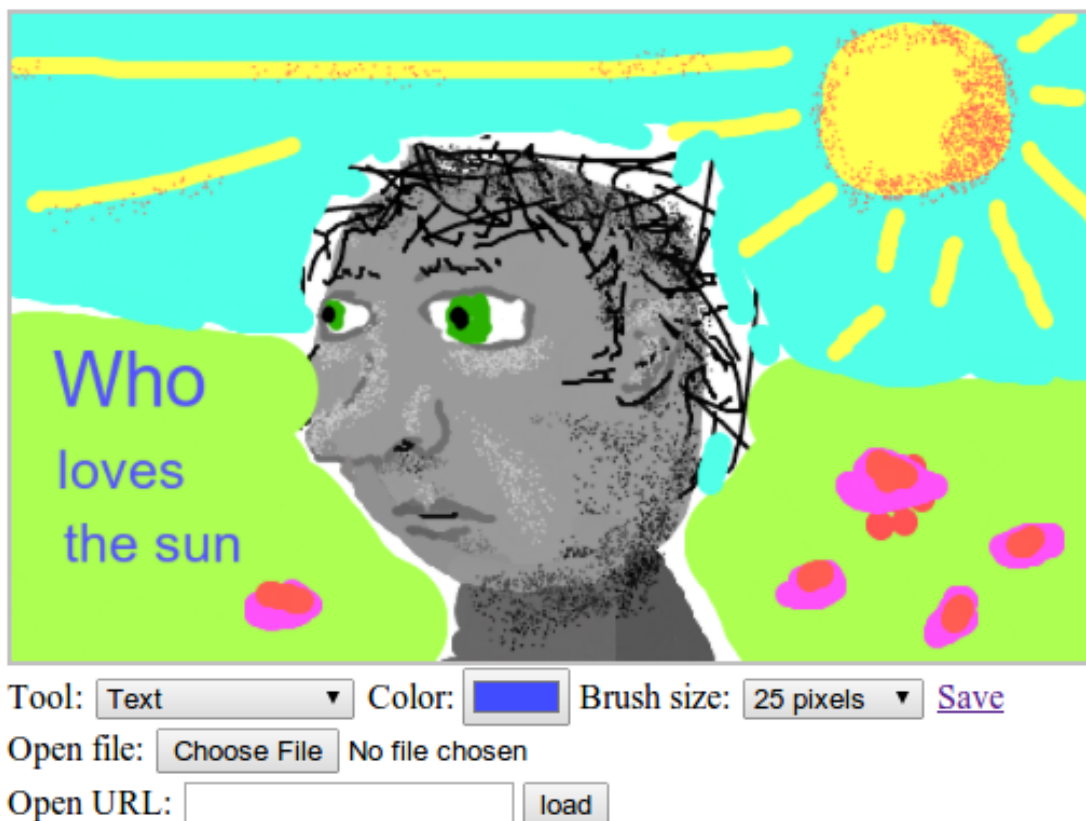 Who
loves
the sun
Tool: Text Color: Brush size: 25 pixels Save
Open file: Choose File No file chosen
Open URL: load